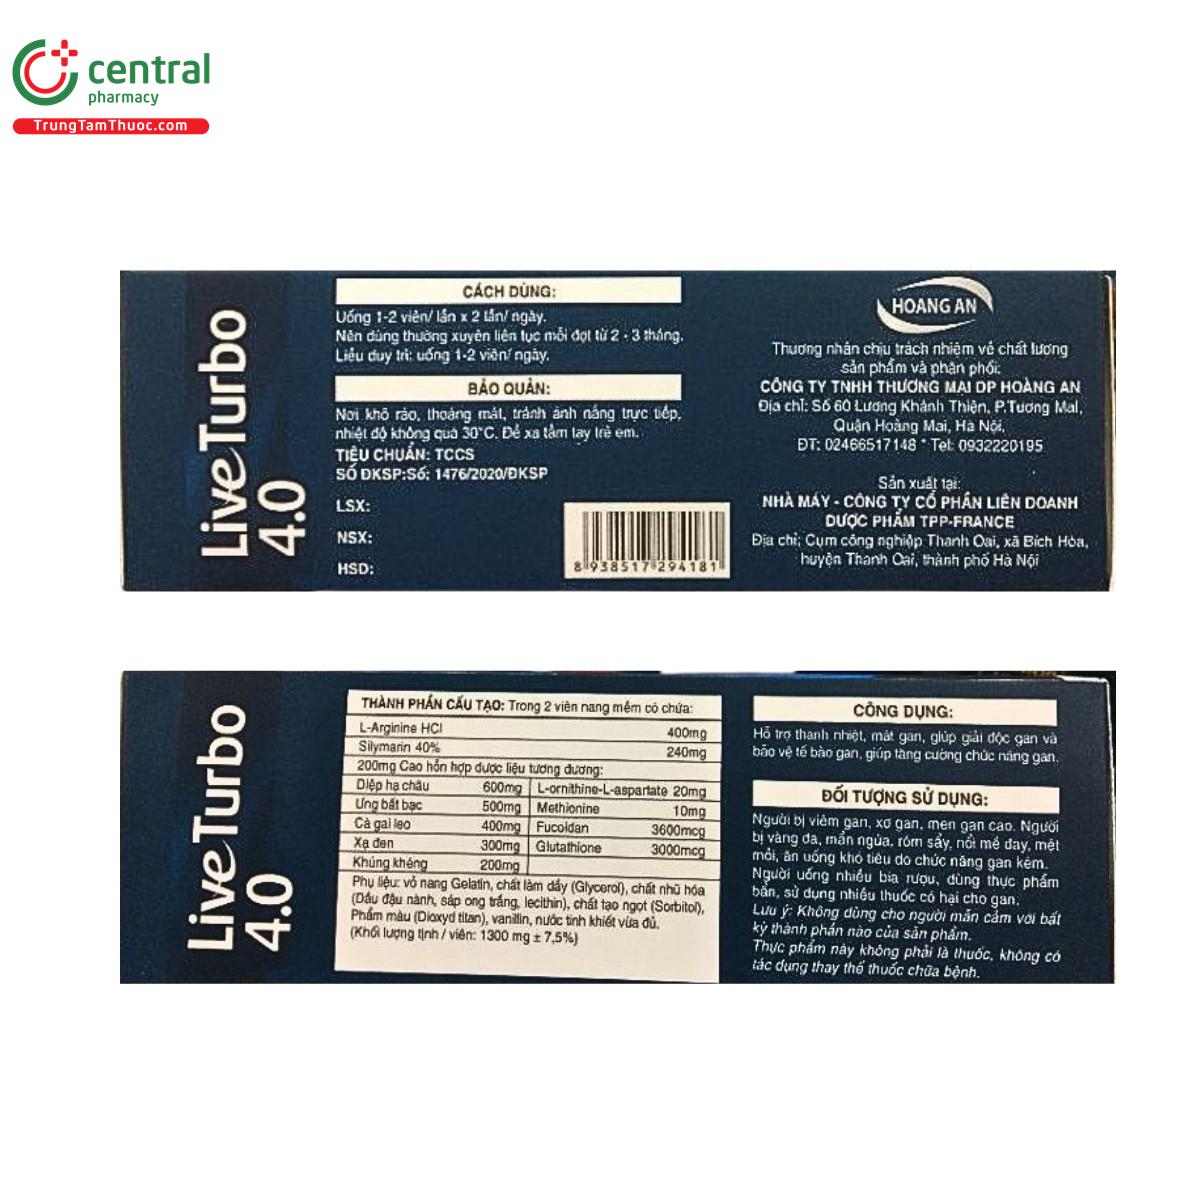 central
pharmacy
TrungTamThuoc.com
LiveTurbo
4.0
CÁCH DÙNG:
Uống 1-2 viên/ lần x 2 lần/ ngày.
Nên dùng thường xuyên liên tục mỗi đợt từ 2 - 3 tháng.
Liều duy trì: uống 1-2 viên/ ngày.
BẢO QUẢN:
Nơi khô ráo, thoáng mát, tránh ánh nắng trực tiếp,
nhiệt độ không quá 30°C. Để xa tầm tay trẻ em.
TIÊU CHUẨN: TCCS
SỐ ĐKSP:Số: 1476/2020/ĐKSP
LSX:
NSX:
HSD:
8 938517 294181
HOANG AN
Thương nhân chịu trách nhiệm về chất lượng
sản phẩm và phân phối:
CÔNG TY TNHH THƯƠNG MẠI DP HOÀNG AN
Địa chỉ: Số 60 Lương Khánh Thiện, P.Tương Mai,
Quận Hoàng Mai, Hà Nội,
ĐT: 02466517148 * Tel: 0932220195
Sản xuất tại:
NHÀ MÁY - CÔNG TY CỔ PHẦN LIÊN DOANH
DƯỢC PHẨM TPP-FRANCE
Địa chỉ: Cụm công nghiệp Thanh Oai, xã Bích Hòa,
huyện Thanh Oai, thành phố Hà Nội
LiveTurbo
4.0
THÀNH PHẦN CẤU TẠO: Trong 2 viên nang mềm có chứa:
L-Arginine HCl 400mg
Silymarin 40% 240mg
200mg Cao hỗn hợp dược liệu tương đương:
Diệp hạ châu 600mg L-ornithine-L-aspartate 20mg
Ưng bất bạc 500mg Methionine 10mg
Cà gai leo 400mg Fucoidan 3600mcg
Xạ đen 300mg Glutathione 3000mcg
Khúng khéng 200mg
Phụ liệu: vỏ nang Gelatin, chất làm dầy (Glycerol), chất nhũ hóa
(Dầu đậu nành, sáp ong trắng, lecithin), chất tạo ngọt (Sorbitol),
Phẩm màu (Dioxyd titan), vanillin, nước tinh khiết vừa đủ.
(Khối lượng tịnh / viên: 1300 mg ± 7,5%)
CÔNG DỤNG:
Hỗ trợ thanh nhiệt, mát gan, giúp giải độc gan và
bảo vệ tế bào gan, giúp tăng cường chức năng gan.
ĐỐI TƯỢNG SỬ DỤNG:
Người bị viêm gan, xơ gan, men gan cao. Người
bị vàng da, mẩn ngứa, rôm sẩy, nổi mề đay, mệt
mỏi, ăn uống khó tiêu do chức năng gan kém.
Người uống nhiều bia rượu, dùng thực phẩm
bẩn, sử dụng nhiều thuốc có hại cho gan.
Lưu ý: Không dùng cho người mẫn cảm với bất
kỳ thành phần nào của sản phẩm.
Thực phẩm này không phải là thuốc, không có
tác dụng thay thế thuốc chữa bệnh.